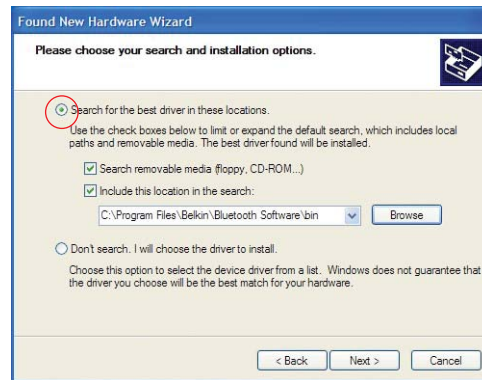 Found New Hardware Wizard
Please choose your search and installation options.
Search for the best driver in these locations.
Use the check boxes below to limit or expand the default search, which includes local
paths and removable media. The best driver found will be installed.
Search removable media (floppy, CD-ROM...)
Include this location in the search:
C:\Program Files\Belkin\Bluetooth Software\bin
Browse
Don't search. I will choose the driver to install.
Choose this option to select the device driver from a list. Windows does not guarantee that
the driver you choose will be the best match for your hardware.
< Back Next > Cancel